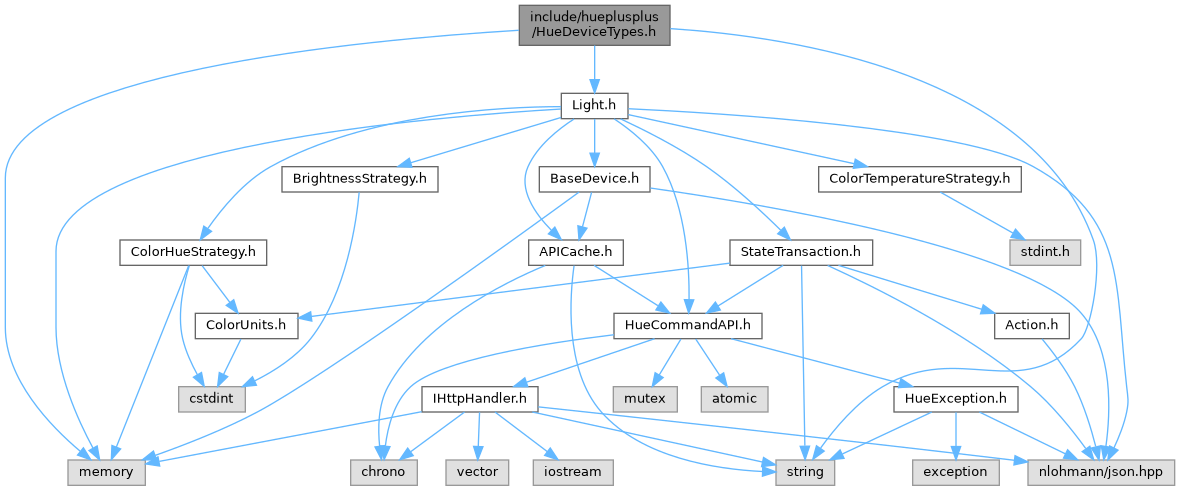 include/hueplusplus
/HueDeviceTypes.h
Light.h
BrightnessStrategy.h
BaseDevice.h
ColorTemperatureStrategy.h
ColorHueStrategy.h
APICache.h
StateTransaction.h
stdint.h
ColorUnits.h
HueCommandAPI.h
Action.h
cstdint
IHttpHandler.h
mutex
atomic
HueException.h
memory
chrono
vector
iostream
string
exception
nlohmann/json.hpp